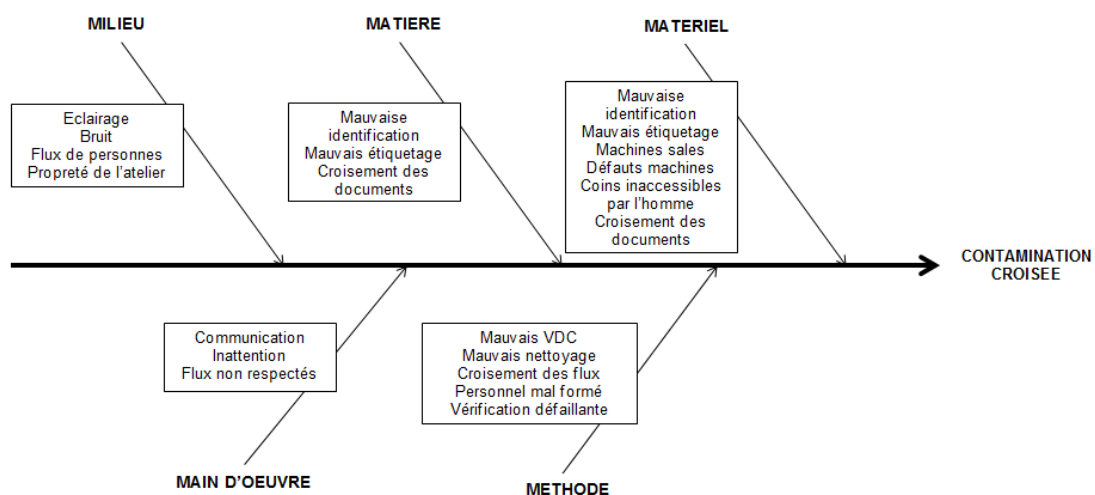 MILIEU
MATIERE
MATERIEL
Eclairage
Bruit
Flux de personnes
Propreté de l'atelier
Mauvaise
identification
Mauvais étiquetage
Croisement des
documents
Mauvaise
identification
Mauvais étiquetage
Machines sales
Défauts machines
Coins inaccessibles
par l'homme
Croisement des
documents
CONTAMINATION
CROISEE
Communication
Inattention
Flux non respectés
Mauvais VDC
Mauvais nettoyage
Croisement des flux
Personnel mal formé
Vérification défaillante
MAIN D'OEUVRE
METHODE